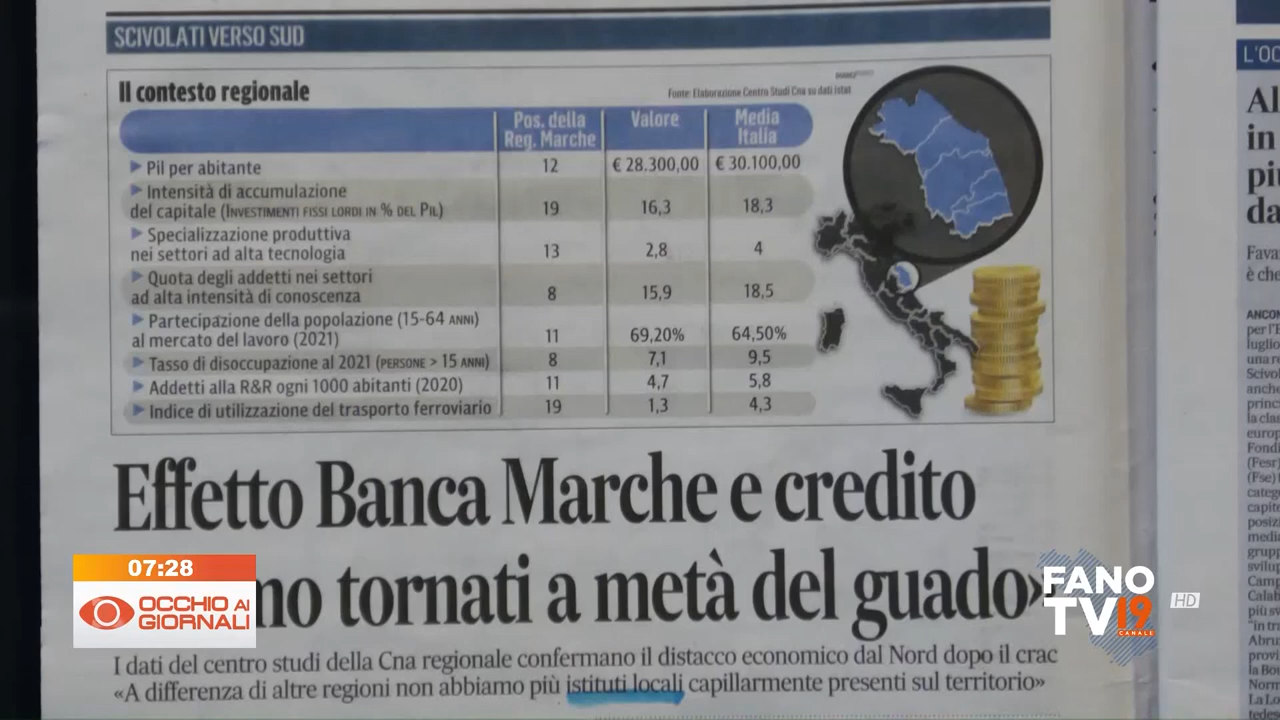 SCIVOLATI VERSO SUD
Il contesto regionale
Fonte: Elaborazione Centro Studi Cna su dati Istat
Pos. della Reg. Marche Valore Media Italia
Pil per abitante 12 € 28.300,00 € 30.100,00
Intensità di accumulazione
del capitale (INVESTIMENTI FISSI LORDI IN % DEL PIL) 19 16,3 18,3
Specializzazione produttiva
nei settori ad alta tecnologia 13 2,8 4
Quota degli addetti nei settori
ad alta intensità di conoscenza 8 15,9 18,5
Partecipazione della popolazione (15-64 ANNI)
al mercato del lavoro (2021) 11 69,20% 64,50%
Tasso di disoccupazione al 2021 (PERSONE > 15 ANNI) 8 7,1 9,5
Addetti alla R&R ogni 1000 abitanti (2020) 11 4,7 5,8
Indice di utilizzazione del trasporto ferroviario 19 1,3 4,3
Effetto Banca Marche e credito
no tornati a metà del guado»
I dati del centro studi della Cna regionale confermano il distacco economico dal Nord dopo il crac
«A differenza di altre regioni non abbiamo più istituti locali capillarmente presenti sul territorio»
07:28
OCCHIO AI
GIORNALI
FANO
TV 19
CANALE
HD
L'OC
Al
in
più
da
Fava
è che
ANCON
per l'I
luglio
una r
Scivol
anche
princ
la clas
europ
Fondi
(Fesr)
(Fse)
categ
capit
posiz
medi
grupp
svilup
Camp
Calab
più sv
"in tra
Abru
provi
la Bo
Norm
La Lo
tedes